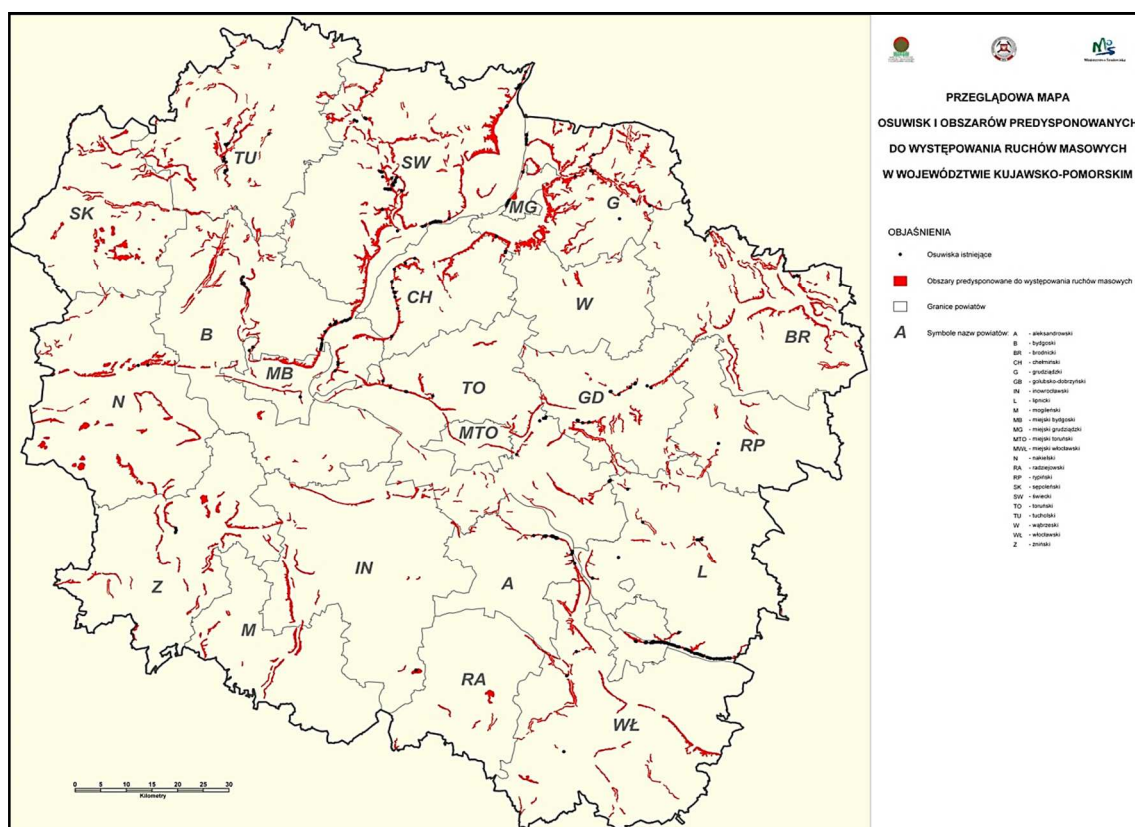 PRZEGLĄDOWA MAPA
OSUWISK I OBSZARÓW PREDYSPONOWANYCH
DO WYSTĘPOWANIA RUCHÓW MASOWYCH
W WOJEWÓDZTWIE KUJAWSKO-POMORSKIM
OBJAŚNIENIA
Osuwiska istniejące
Obszary predysponowane do występowania ruchów masowych
Granice powiatów
A Symbole nazw powiatów:
A - aleksandrowski
B - bydgoski
BR - brodnicki
CH - chełmiński
G - grudziądzki
GB - golubsko-dobrzyński
IN - inowrocławski
L - lipnicki
M - mogileński
MB - miejski bydgoski
MG - miejski grudziądzki
MTO - miejski toruński
MWŁ - miejski włocławski
N - nakielski
RA - radziejowski
RP - rypiński
SK - sępoleński
SW - świecki
TO - toruński
TU - tucholski
W - wąbrzeski
WŁ - włocławski
Z - żniński
TU
SW
SK
MG
G
CH
W
B
BR
MB
TO
GD
N
MTO
RP
IN
A
L
Z
M
RA
WŁ
0 5 10 15 20 25 30
Kilometry